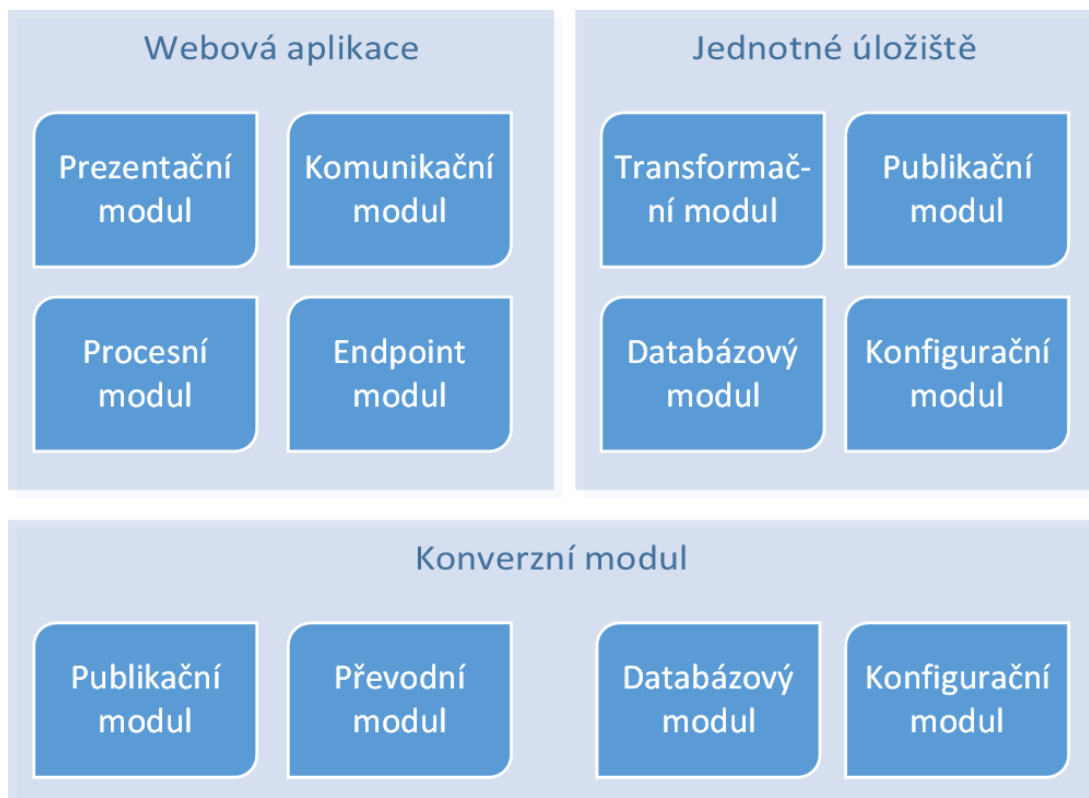 Webová aplikace
Prezentační
modul
Komunikační
modul
Procesní
modul
Endpoint
modul
Jednotné úložiště
Transformač-
ní modul
Publikační
modul
Databázový
modul
Konfigurační
modul
Konverzní modul
Publikační
modul
Převodní
modul
Databázový
modul
Konfigurační
modul